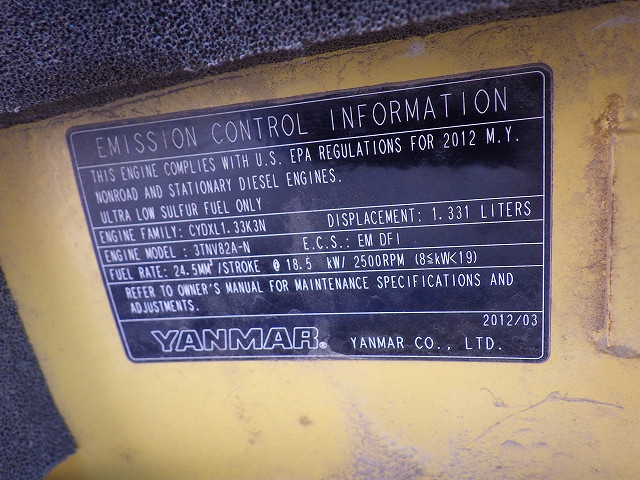 EMISSION CONTROL INFORMATION
THIS ENGINE COMPLIES WITH U.S. EPA REGULATIONS FOR 2012 M.Y.
NONROAD AND STATIONARY DIESEL ENGINES.
ULTRA LOW SULFUR FUEL ONLY
ENGINE FAMILY: CYDXL1.33K3N DISPLACEMENT: 1.331 LITERS
ENGINE MODEL : 3TNV82A-N E.C.S.: EM DFI
FUEL RATE: 24.5MM³/STROKE @ 18.5 kW/ 2500RPM (8≤kW<19)
REFER TO OWNER'S MANUAL FOR MAINTENANCE SPECIFICATIONS AND
ADJUSTMENTS.
2012/03
YANMAR® YANMAR CO., LTD.